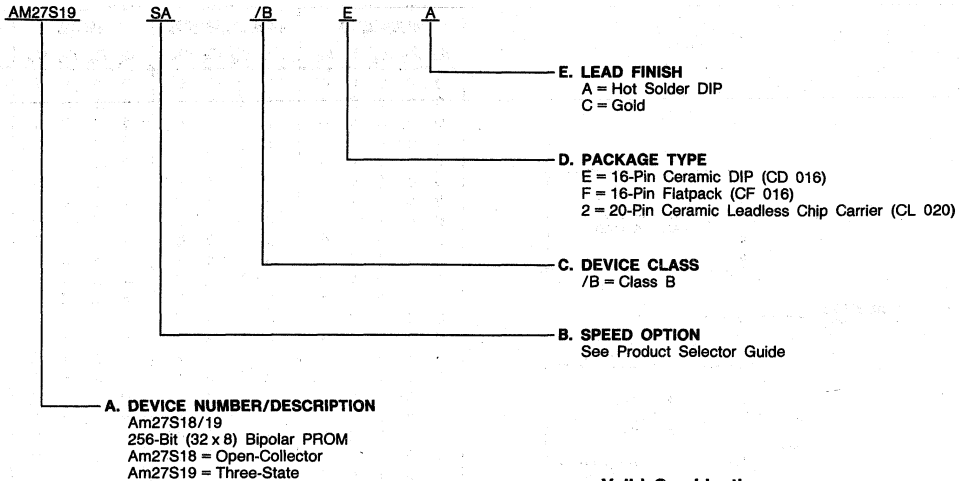 AM27S19 SA /B E A
E. LEAD FINISH
A = Hot Solder DIP
C = Gold
D. PACKAGE TYPE
E = 16-Pin Ceramic DIP (CD 016)
F = 16-Pin Flatpack (CF 016)
2 = 20-Pin Ceramic Leadless Chip Carrier (CL 020)
C. DEVICE CLASS
/B = Class B
B. SPEED OPTION
See Product Selector Guide
A. DEVICE NUMBER/DESCRIPTION
Am27S18/19
256-Bit (32 x 8) Bipolar PROM
Am27S18 = Open-Collector
Am27S19 = Three-State